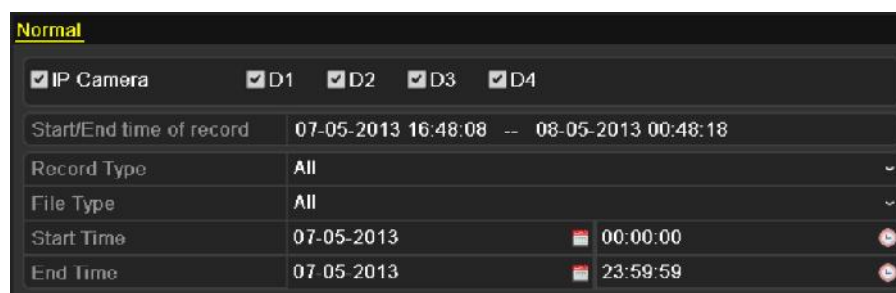 Normal
IP Camera D1 D2 D3 D4
Start/End time of record 07-05-2013 16:48:08 -- 08-05-2013 00:48:18
Record Type All
File Type All
Start Time 07-05-2013 00:00:00
End Time 07-05-2013 23:59:59